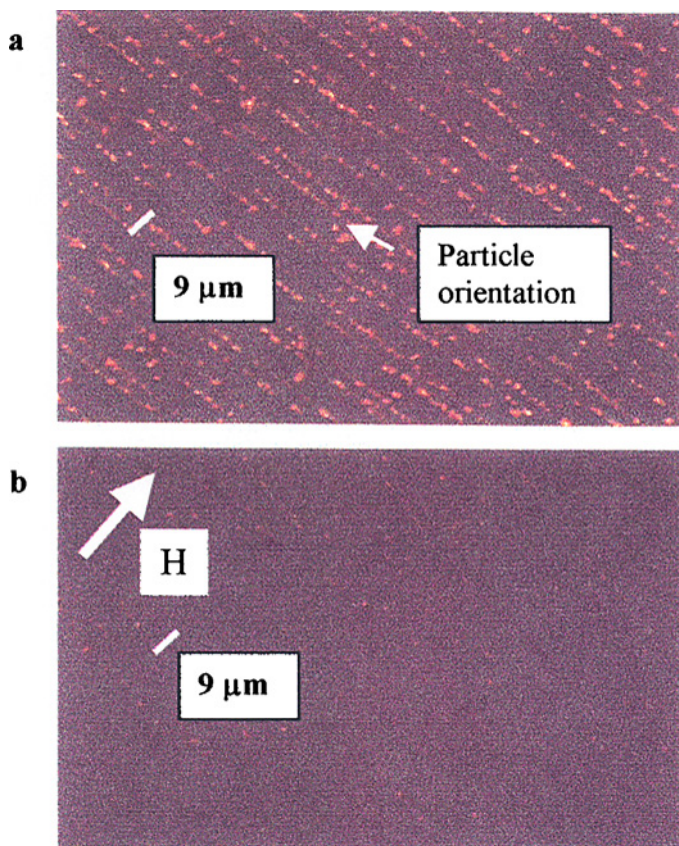 a
9 μm
Particle
orientation
b
H
9 μm